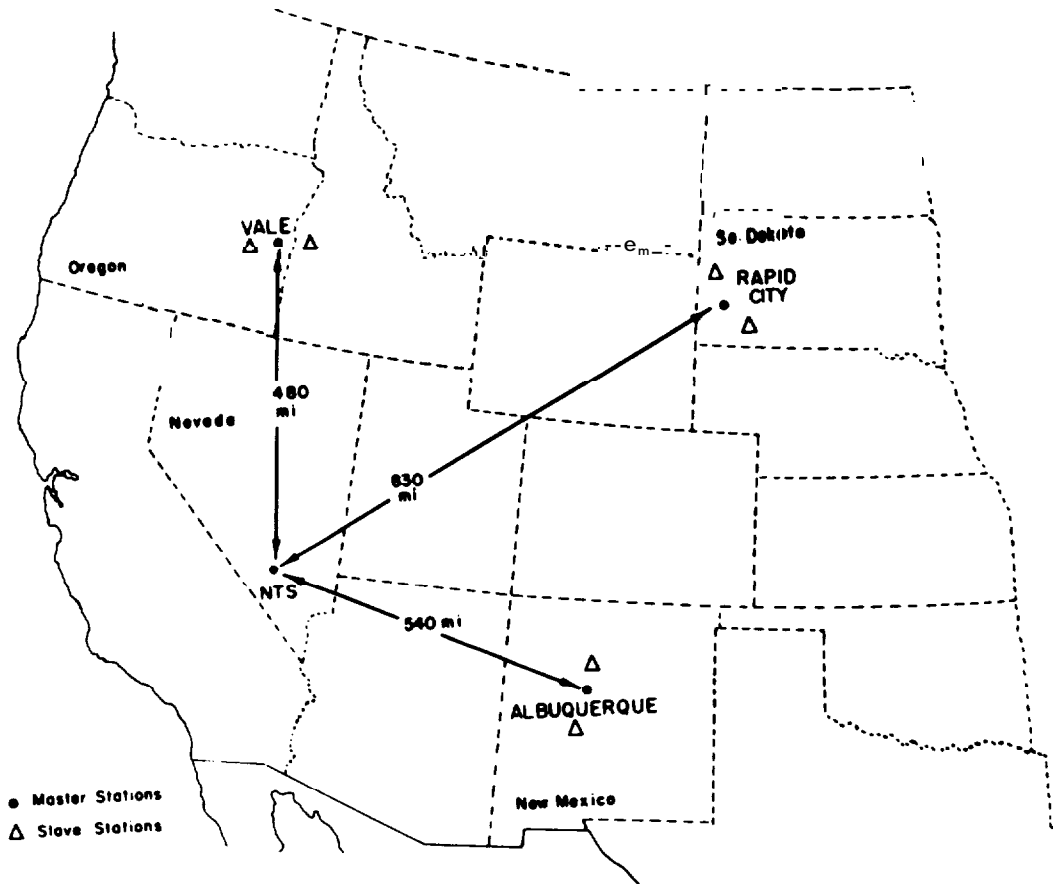 VALE
So. Dakota
Oregon
RAPID
CITY
480
mi
Nevada
830
mi
NTS
540 mi
ALBUQUERQUE
New Mexico
Master Stations
Slave Stations